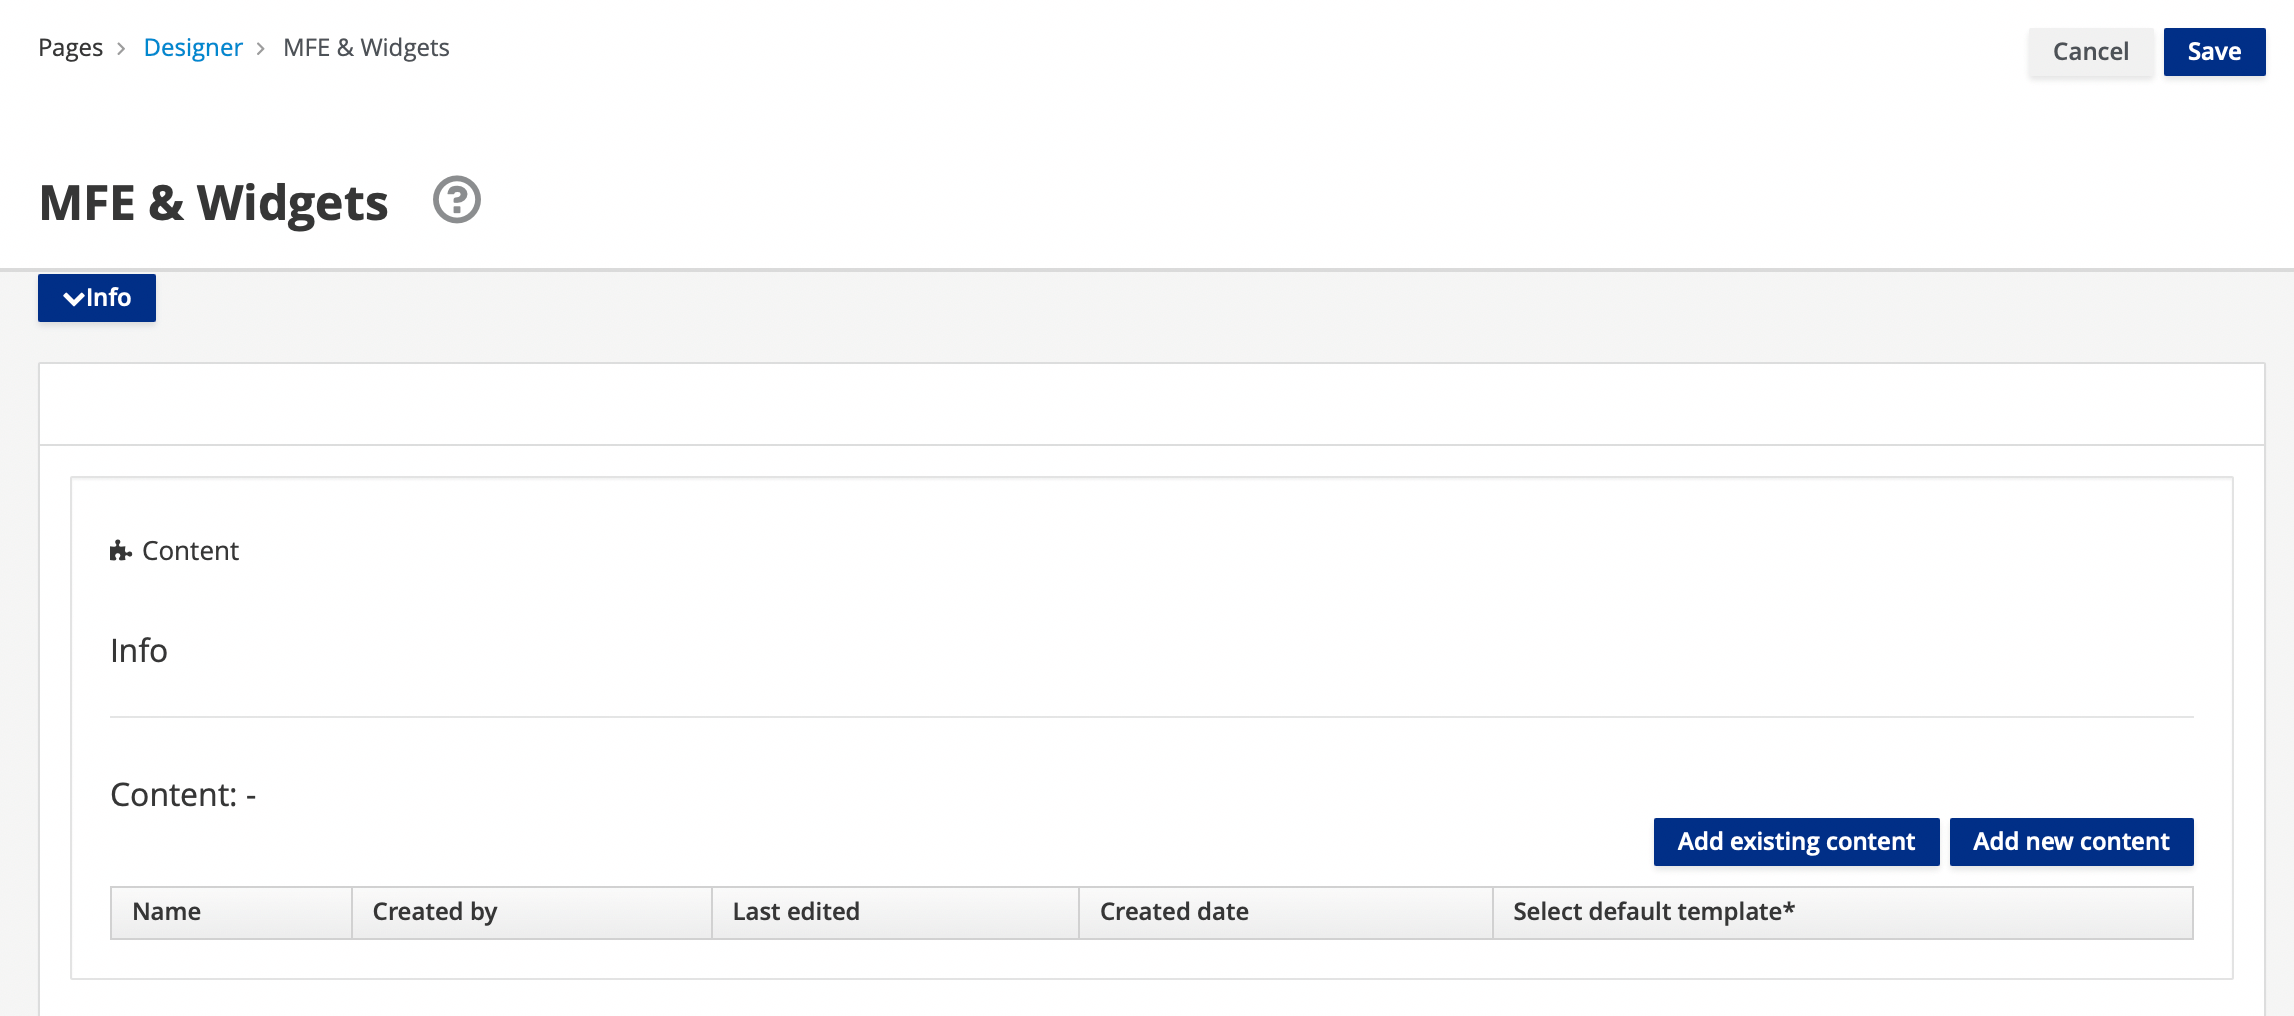 Pages > Designer > MFE & Widgets
Cancel
Save
MFE & Widgets
Info
Content
Info
Content: -
Add existing content
Add new content
Name
Created by
Last edited
Created date
Select default template*